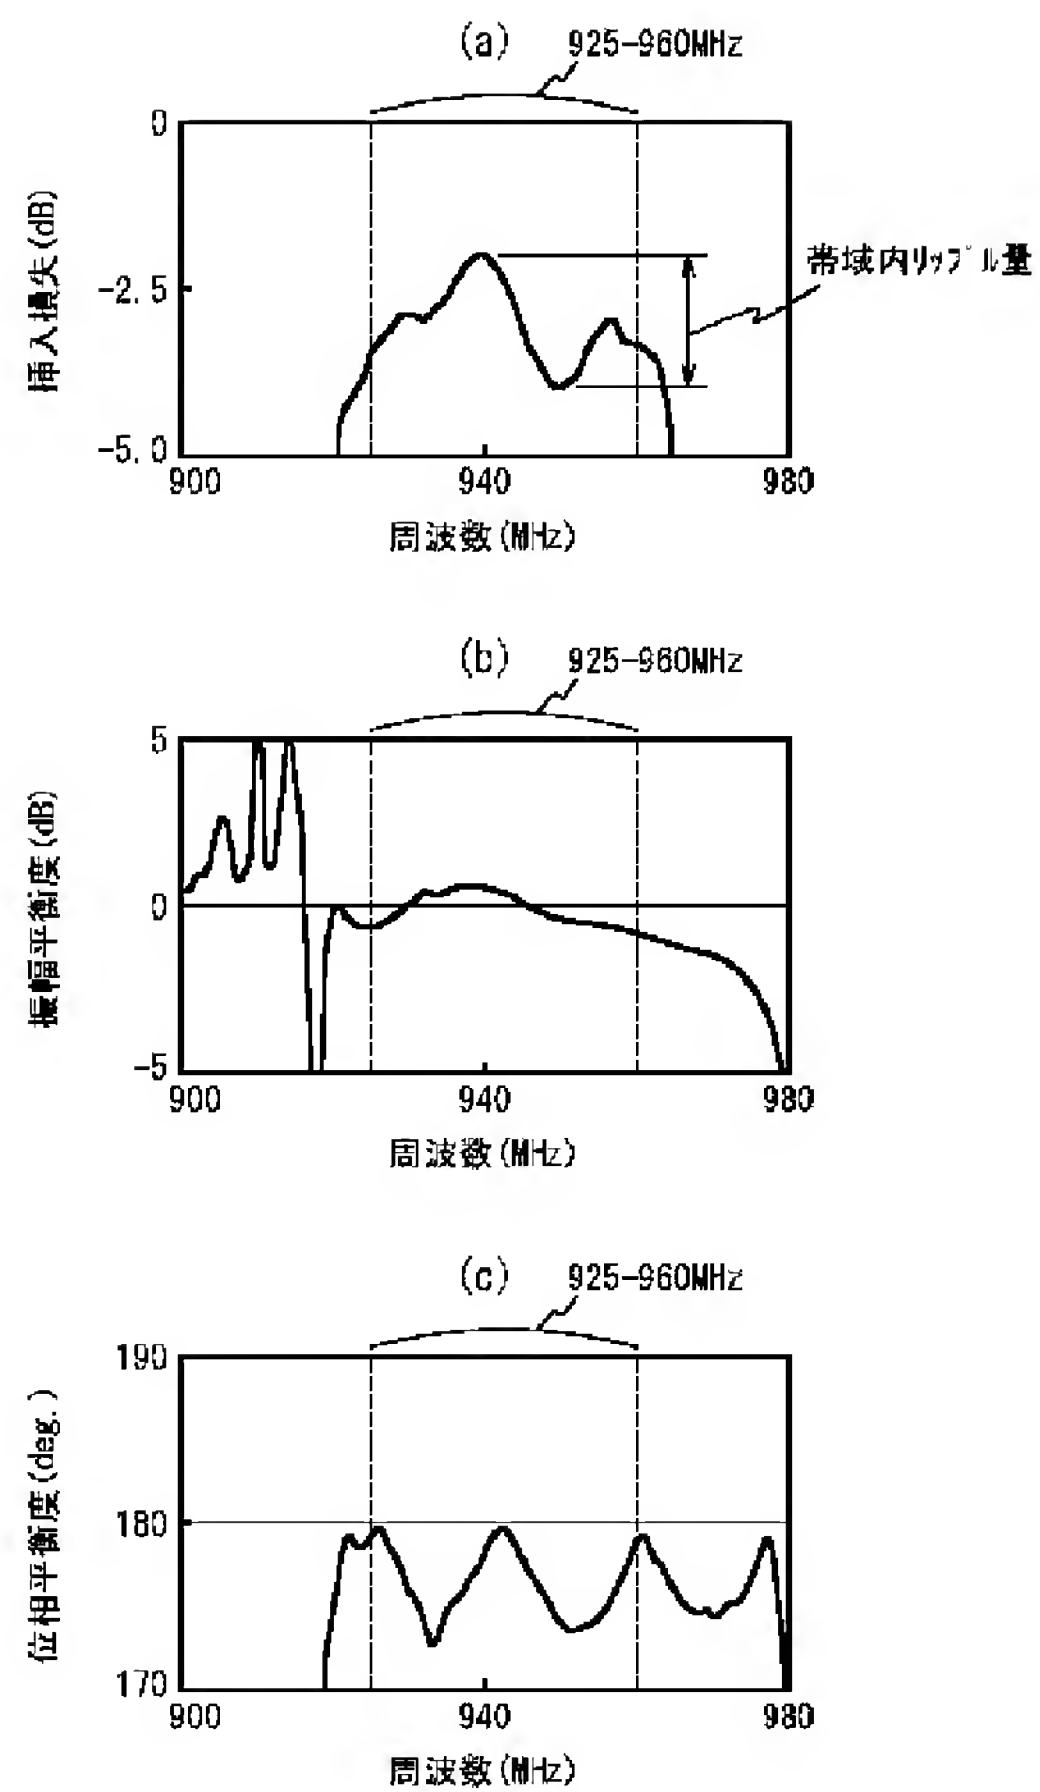 (a) 925-960MHz
0
帯域内リップル量
挿入損失(dB)
-2.5
-5.0
900 940 980
周波数(MHz)
(b) 925-960MHz
5
振幅平衡度(dB)
0
-5
900 940 980
周波数(MHz)
(c) 925-960MHz
190
位相平衡度(deg.)
180
170
900 940 980
周波数(MHz)